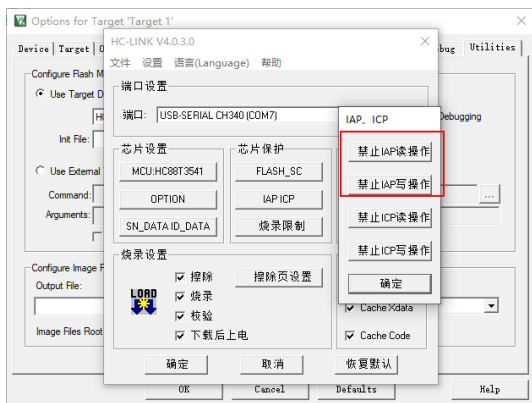 Options for Target 'Target 1'
Device
Target
HC-LINK V4.0.3.0
文件 设置 语言(Language) 帮助
Utilities
Configure Flash M
Use Target D
Init File:
Use External
Command:
Arguments:
Configure Image F
Output File:
Image Files Root
端口设置
端口: USB-SERIAL CH340 (COM7)
芯片设置
MCU:HC88T3541
OPTION
SN_DATA ID_DATA
芯片保护
FLASH_SC
IAP ICP
烧录限制
烧录设置
LOAD
擦除
擦除页设置
烧录
校验
下载后上电
IAP、ICP
禁止IAP读操作
禁止IAP写操作
禁止ICP读操作
禁止ICP写操作
确定
Debugging
...
Cache Xdata
Cache Code
确定 取消 恢复默认
OK Cancel Defaults Help